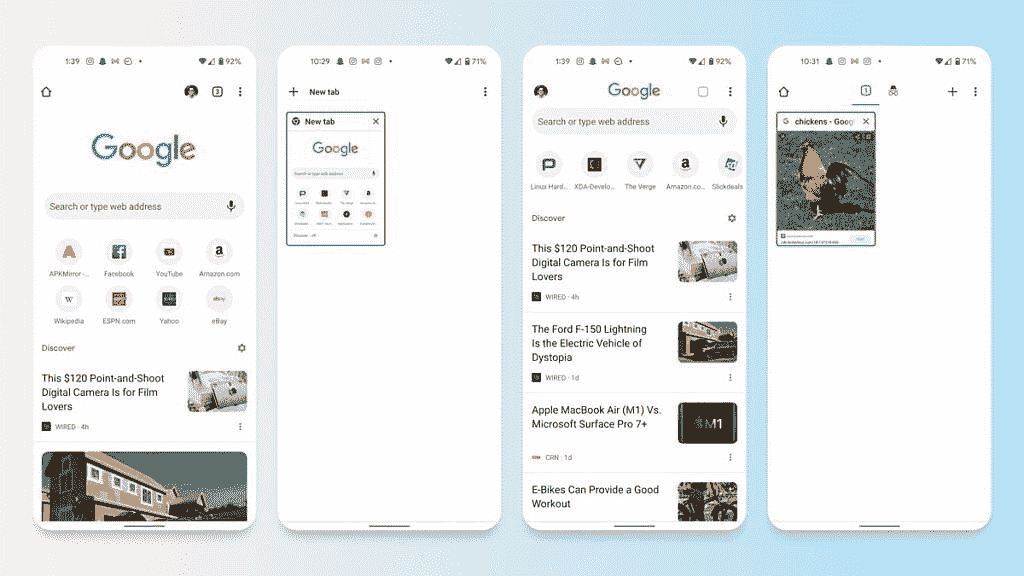 1:39
92%
3
Google
Search or type web address
APKMirror -...
Facebook
YouTube
Amazon.com
Wikipedia
ESPN.com
Yahoo
eBay
Discover
This $120 Point-and-Shoot
Digital Camera Is for Film
Lovers
WIRED · 4h
10:29
71%
New tab
New tab
Google
Search or type web address
1:39
92%
Google
Search or type web address
Linux Hard...
XDA-Develo...
The Verge
Amazon.co...
Slickdeals
Discover
This $120 Point-and-Shoot
Digital Camera Is for Film
Lovers
WIRED · 4h
The Ford F-150 Lightning
Is the Electric Vehicle of
Dystopia
WIRED · 1d
Apple MacBook Air (M1) Vs.
Microsoft Surface Pro 7+
M1
CRN · 1d
E-Bikes Can Provide a Good
Workout
10:31
71%
1
chickens - Goog